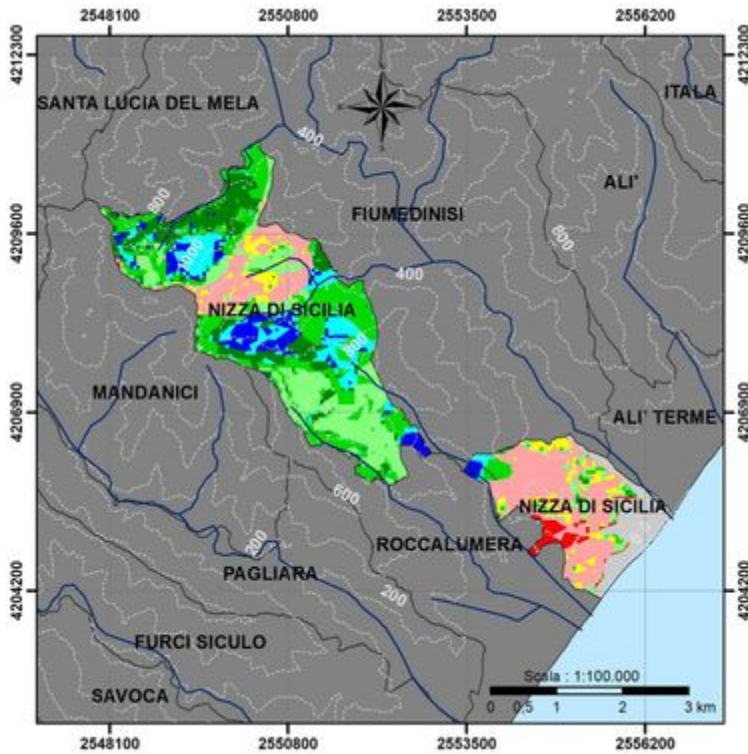 2548100 2550800 2553500 2556200
4212300 4212300
ITALA
SANTA LUCIA DEL MELA
400
ALI'
800
FIUMEDINISI
4209600 4209600
800
1000
400
NIZZA DI SICILIA
800
MANDANICI
4206900 4206900
ALI' TERME
600
NIZZA DI SICILIA
200
ROCCALUMERA
PAGLIARA
200
4204200 4204200
FURCI SICULO
SAVOCA
Scala : 1:100.000
0 0,5 1 2 3 km
2548100 2550800 2553500 2556200